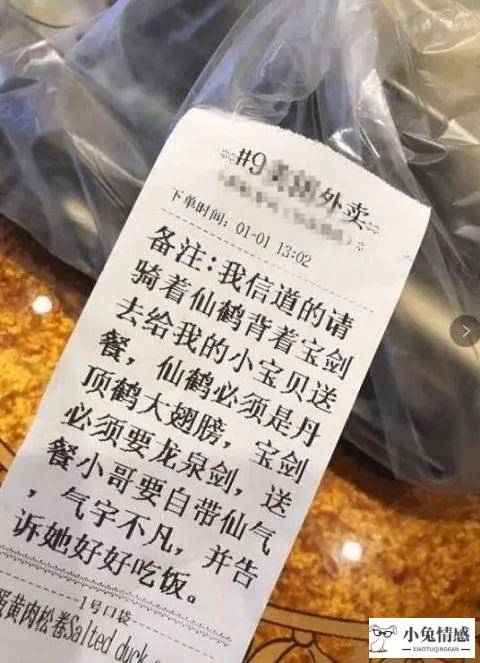 #9 外卖
下单时间: 01-01 13:02
备注:我信道的请
骑着仙鹤背着宝剑
去给我的小宝贝送
餐，仙鹤必须是丹
顶鹤大翅膀，宝剑
必须要龙泉剑，送
餐小哥要自带仙气
，气宇不凡，并告
诉她好好吃饭。
1号口袋
蛋黄肉松卷Salted duck
小兔情感
XIAOTUQINGGAN